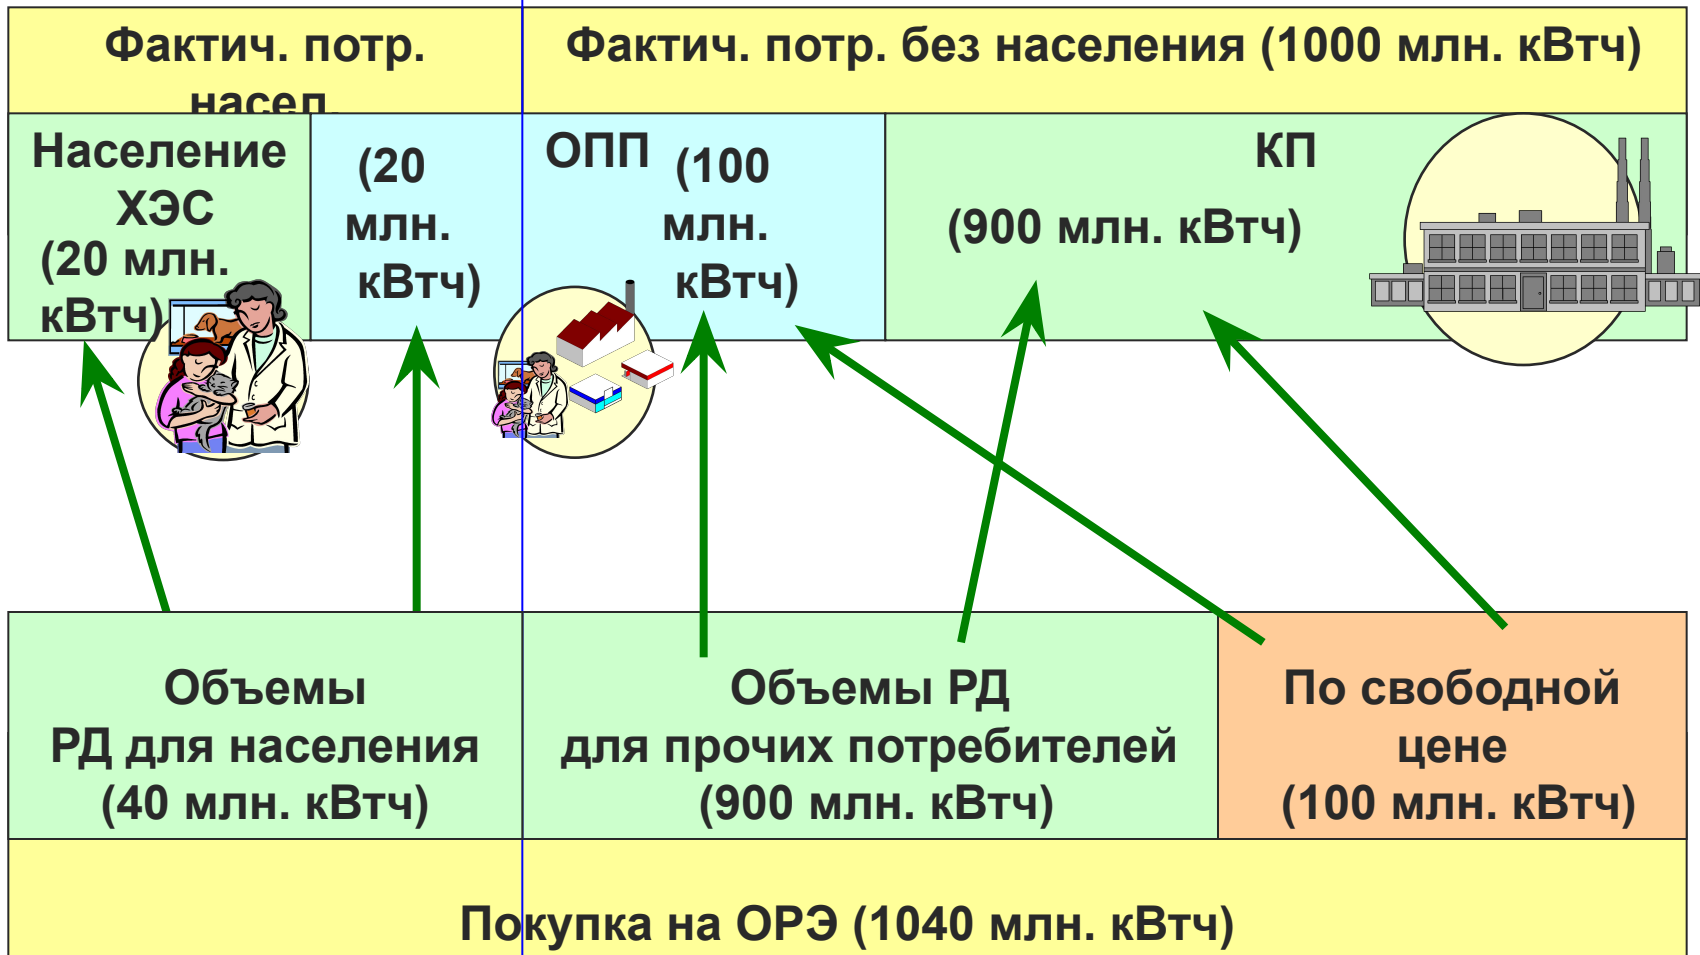 Фактич. потр.
насел.
Фактич. потр. без населения (1000 млн. кВтч)
Население
ХЭС
(20 млн.
кВтч)
(20
млн.
кВтч)
ОПП
(100
млн.
кВтч)
КП
(900 млн. кВтч)
Объемы
РД для населения
(40 млн. кВтч)
Объемы РД
для прочих потребителей
(900 млн. кВтч)
По свободной
цене
(100 млн. кВтч)
Покупка на ОРЭ (1040 млн. кВтч)